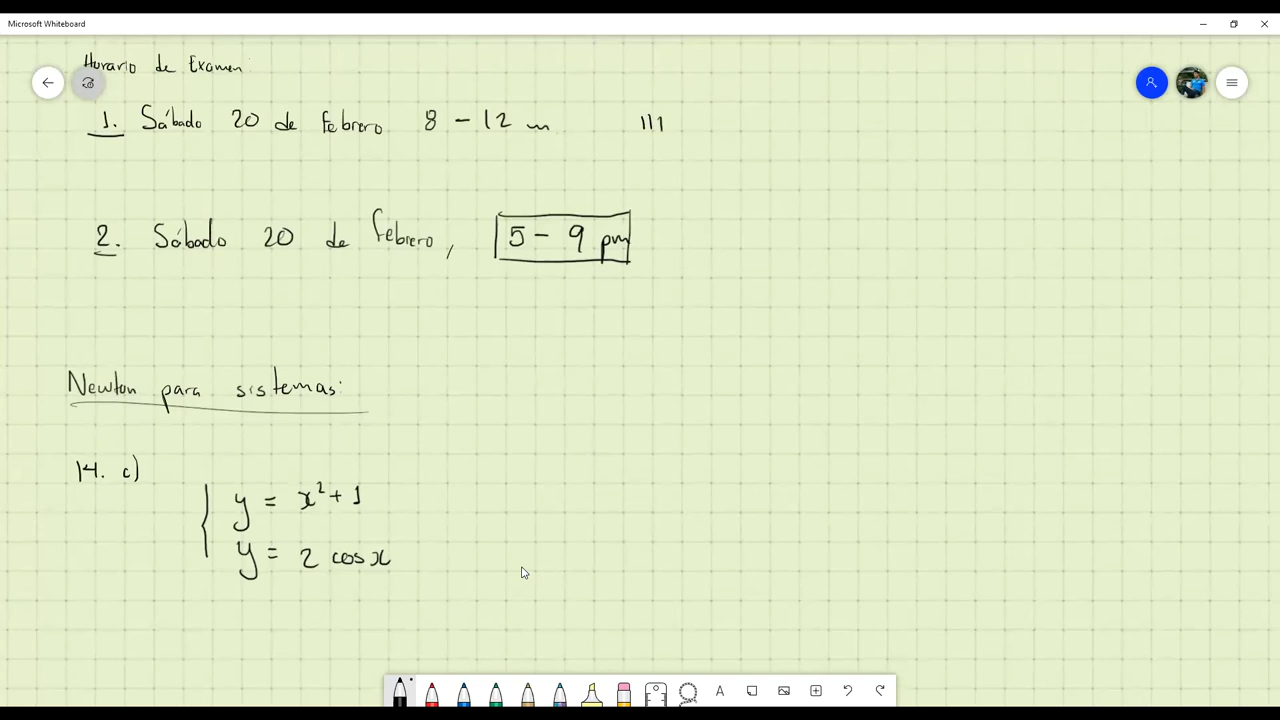 Microsoft Whiteboard
Horario de Examen:
1. Sábado 20 de Febrero 8 - 12 m 111
2. Sábado 20 de febrero, 5 - 9 pm
Newton para sistemas:
14. c)
y = x² + 1
y = 2 cos x
A